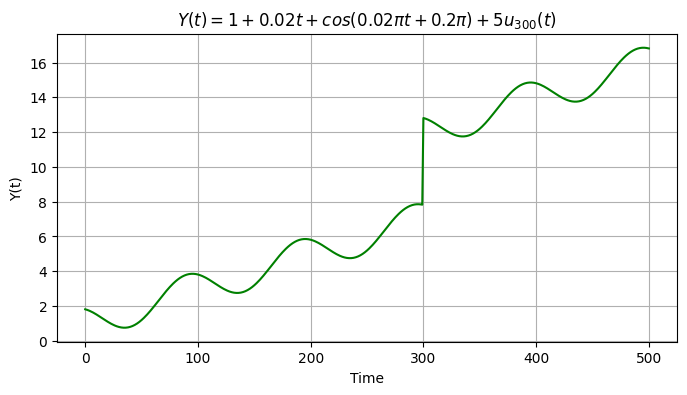 Y(t) = 1 + 0.02t + cos(0.02πt + 0.2π) + 5u₃₀₀(t)
16
14
12
10
8
6
4
2
0
Y(t)
0 100 200 300 400 500
Time